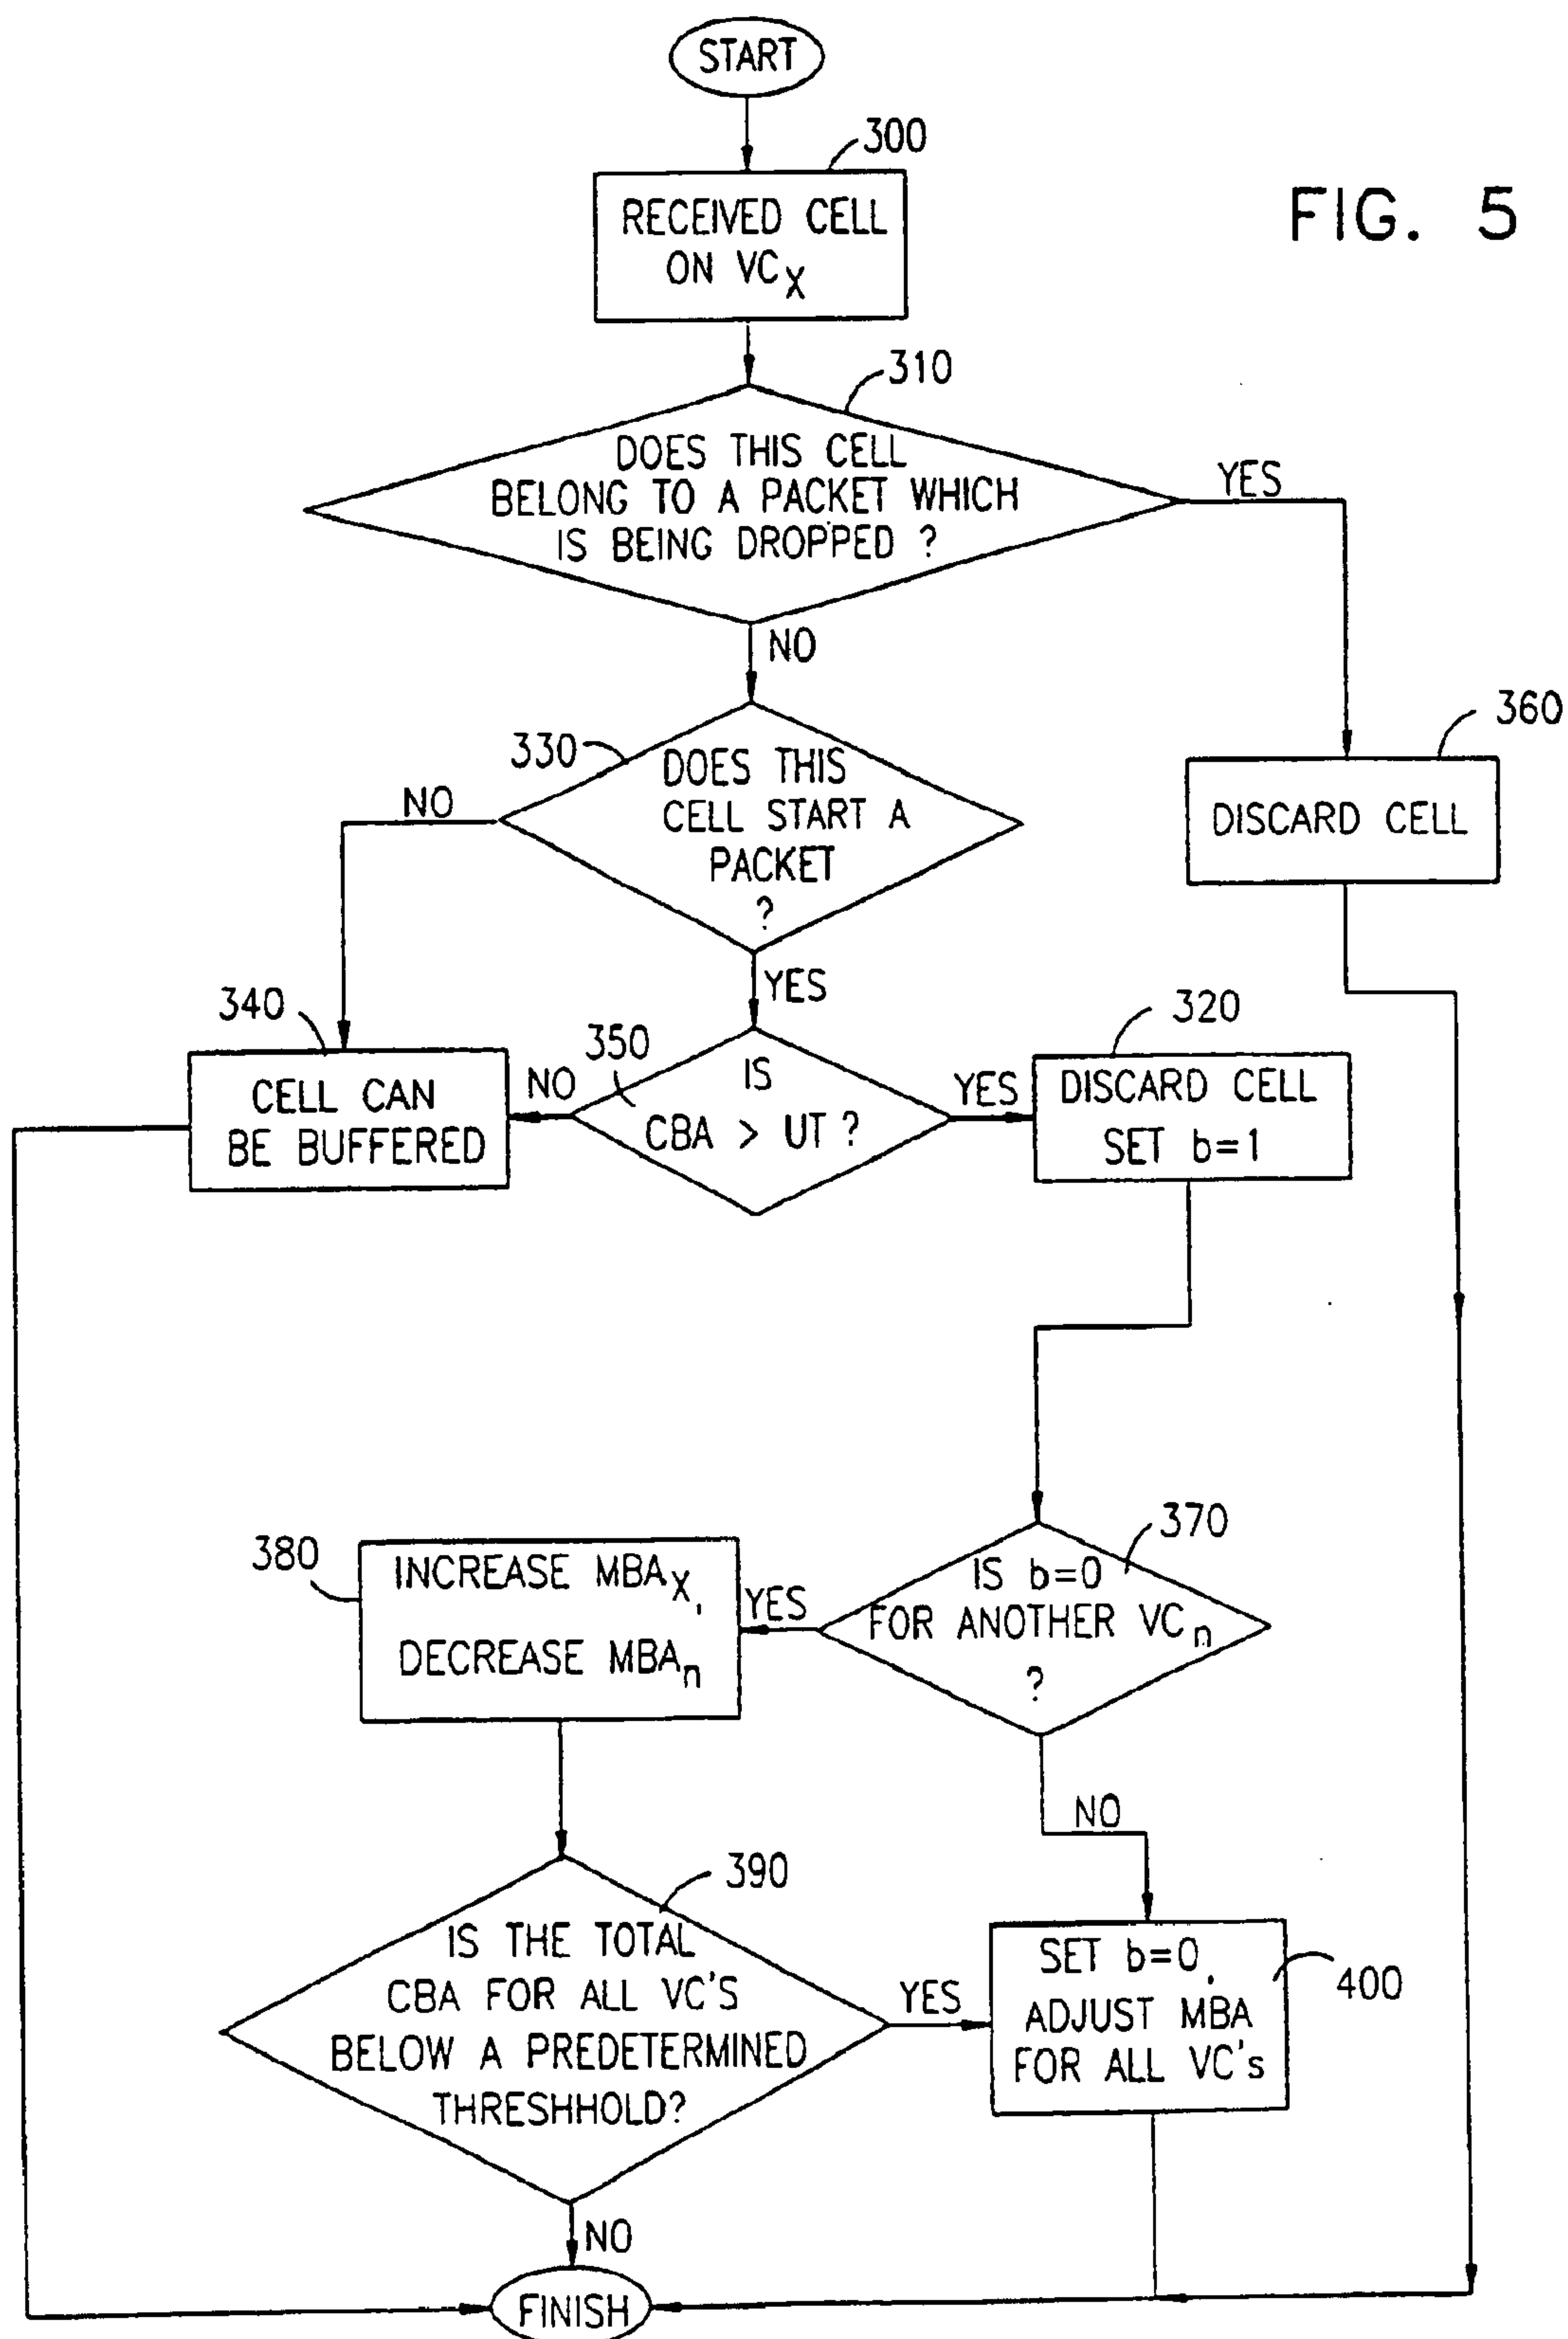 START
300
RECEIVED CELL
ON VCX
FIG. 5
310
DOES THIS CELL
BELONG TO A PACKET WHICH
IS BEING DROPPED ?
YES
NO
360
330
DOES THIS
CELL START A
PACKET
?
NO
DISCARD CELL
YES
340
350
320
CELL CAN
BE BUFFERED
NO
IS
CBA > UT ?
YES
DISCARD CELL
SET b=1
370
380
INCREASE MBAX,
DECREASE MBAn
YES
IS b=0
FOR ANOTHER VCn
?
NO
390
IS THE TOTAL
CBA FOR ALL VC'S
BELOW A PREDETERMINED
THRESHHOLD?
YES
SET b=0,
ADJUST MBA
FOR ALL VC's
400
NO
FINISH